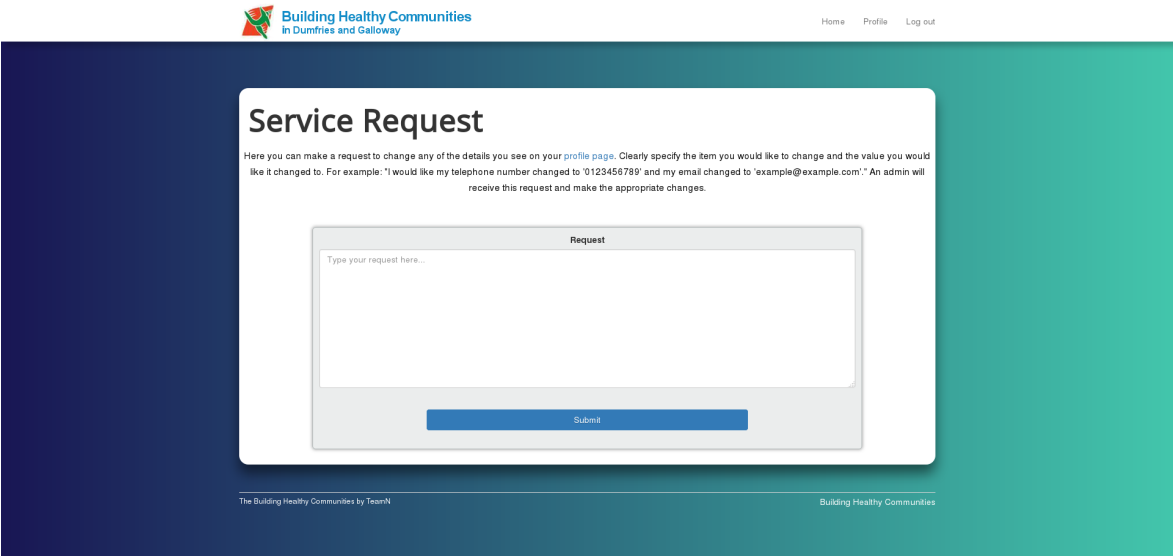 Building Healthy Communities
in Dumfries and Galloway
Home Profile Log out
Service Request
Here you can make a request to change any of the details you see on your profile page. Clearly specify the item you would like to change and the value you would
like it changed to. For example: "I would like my telephone number changed to '0123456789' and my email changed to 'example@example.com'." An admin will
receive this request and make the appropriate changes.
Request
Type your request here...
Submit
The Building Healthy Communities by TeamN
Building Healthy Communities